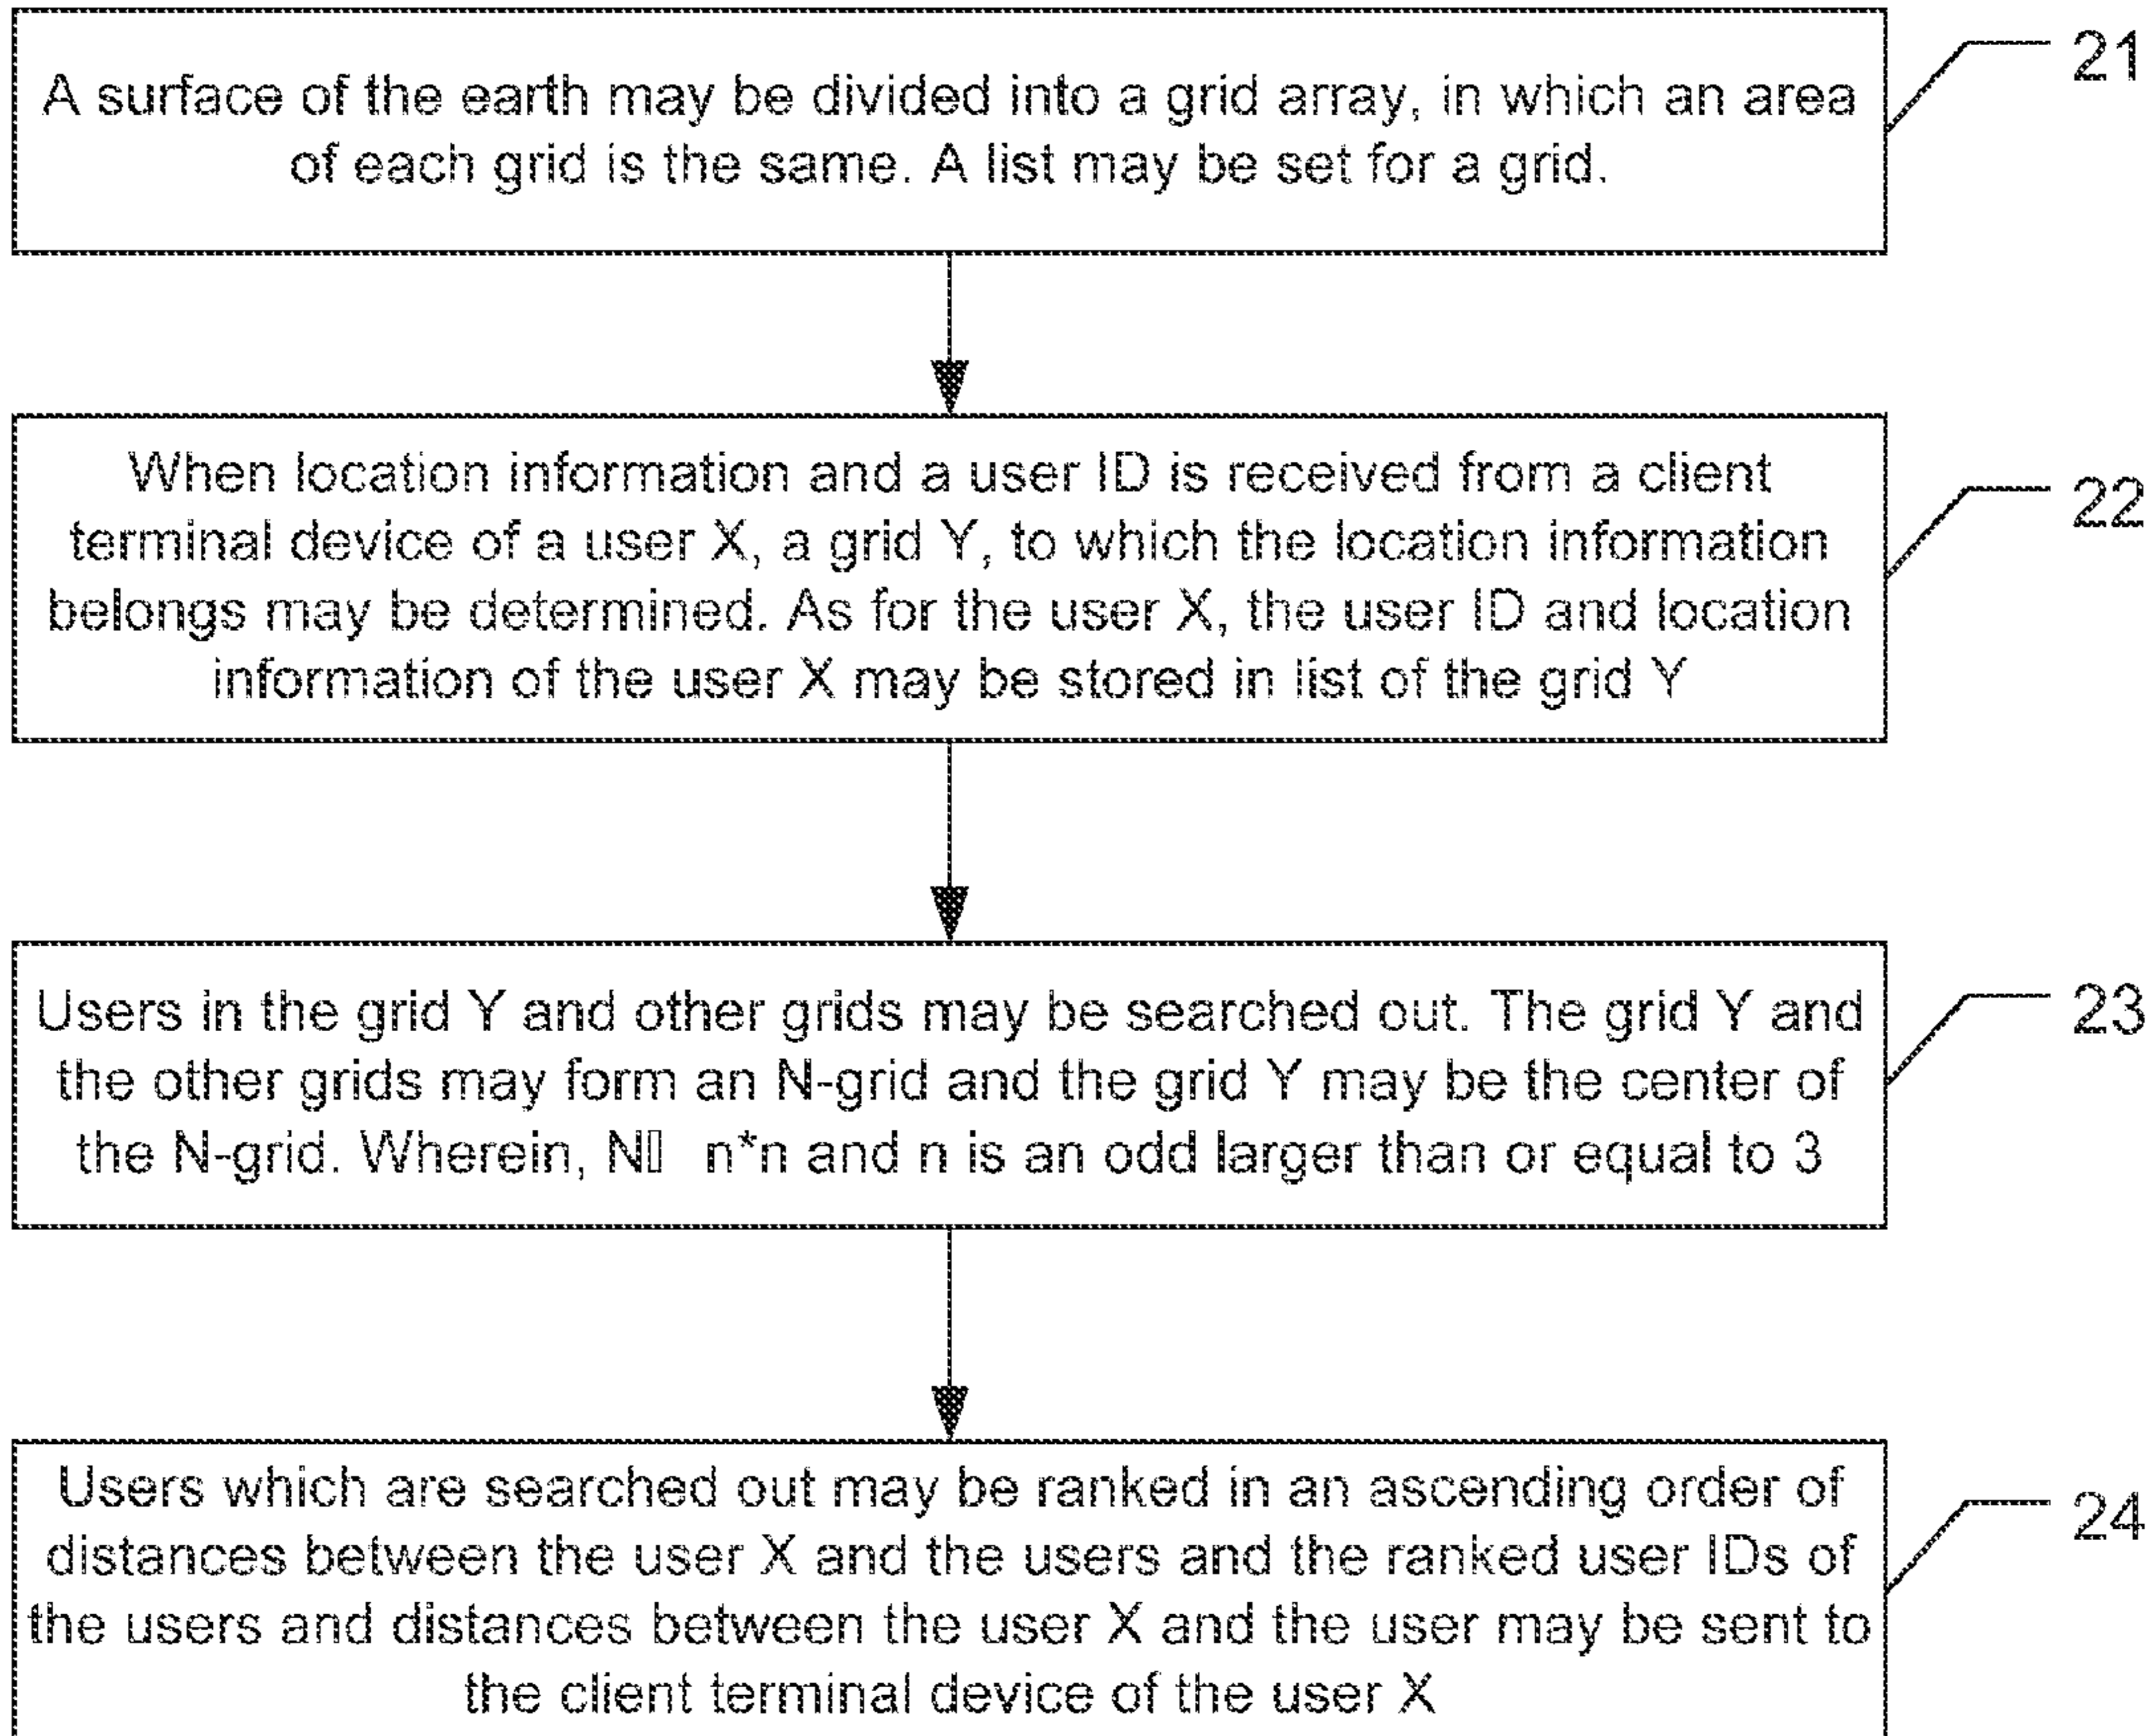 A surface of the earth may be divided into a grid array, in which an area
of each grid is the same. A list may be set for a grid.
21
When location information and a user ID is received from a client
terminal device of a user X, a grid Y, to which the location information
belongs may be determined. As for the user X, the user ID and location
information of the user X may be stored in list of the grid Y
22
Users in the grid Y and other grids may be searched out. The grid Y and
the other grids may form an N-grid and the grid Y may be the center of
the N-grid. Wherein, N▯ n*n and n is an odd larger than or equal to 3
23
Users which are searched out may be ranked in an ascending order of
distances between the user X and the users and the ranked user IDs of
the users and distances between the user X and the user may be sent to
the client terminal device of the user X
24